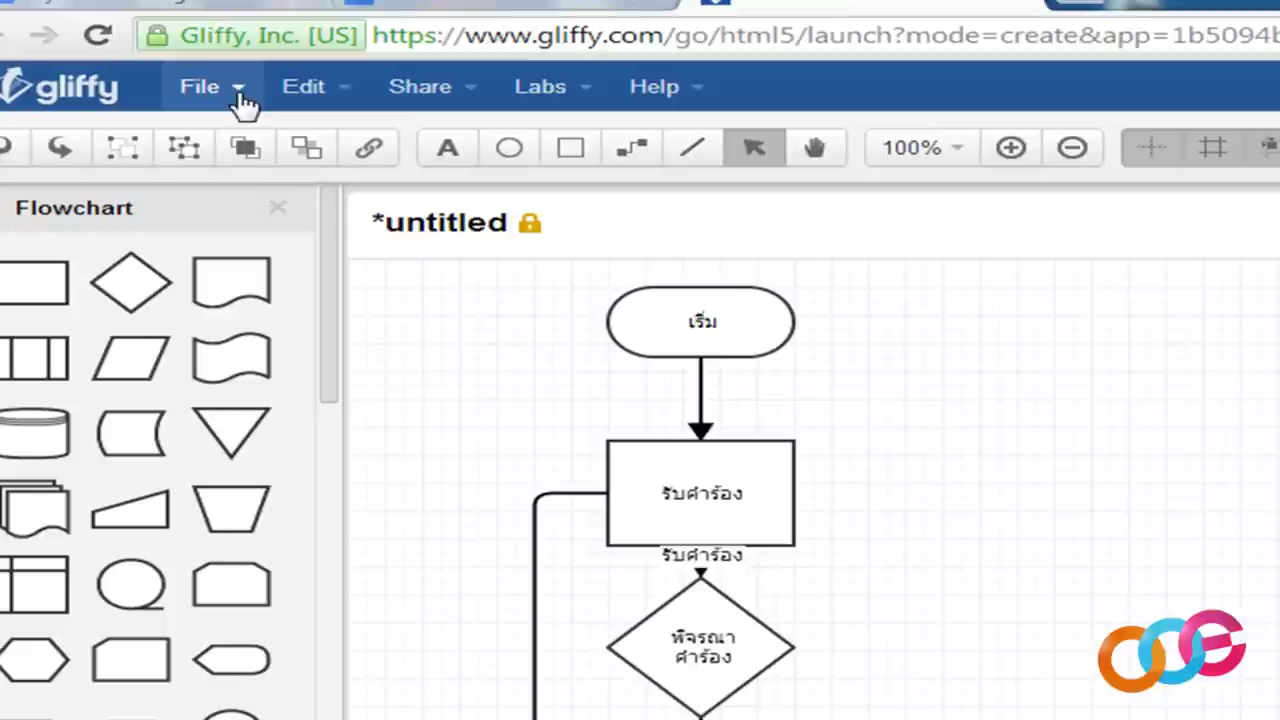 Gliffy, Inc. [US] https://www.gliffy.com/go/html5/launch?mode=create&app=1b5094b
gliffy File Edit Share Labs Help
A 100%
Flowchart
*untitled
เริ่ม
รับคำร้อง
รับคำร้อง
พิจรณา
คำร้อง